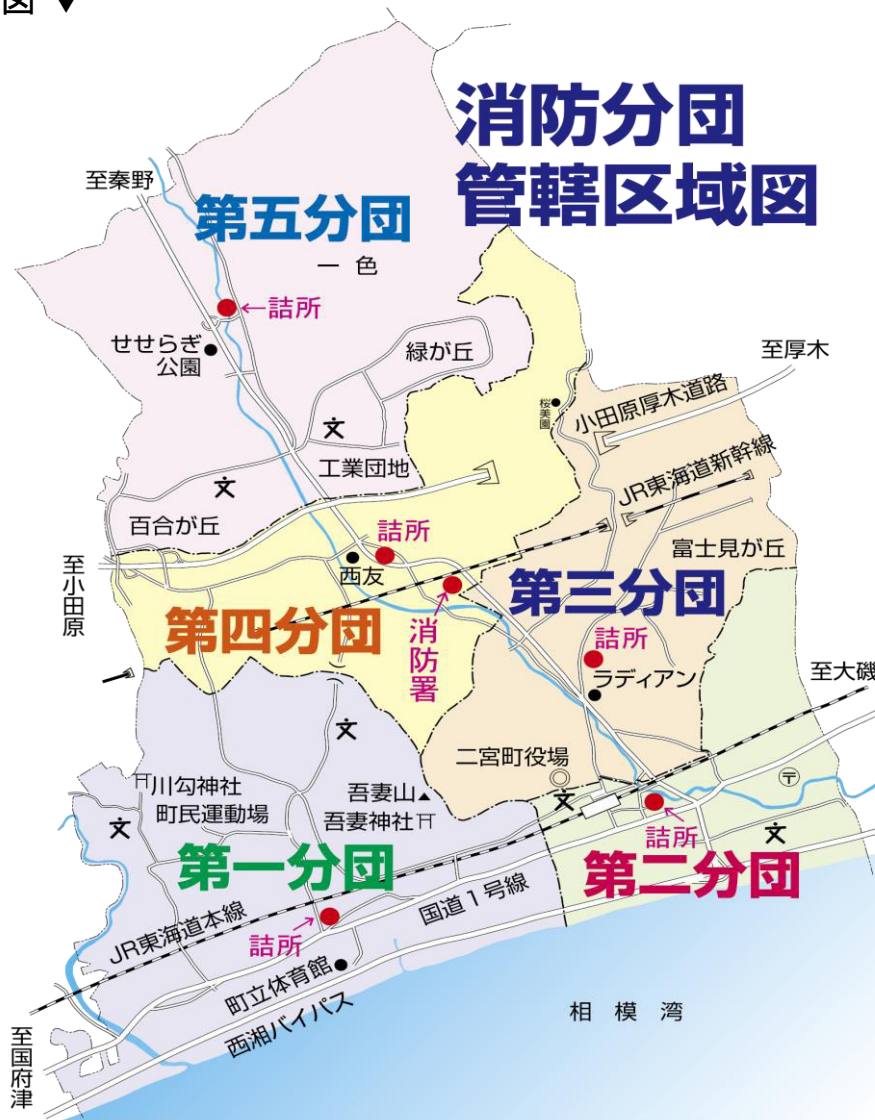 図 ▼
消防分団
管轄区域図
至秦野
第五分団
一色
←詰所
せせらぎ
公園
緑が丘
至厚木
桜美園
小田原厚木道路
文
工業団地
JR東海道新幹線
文
百合が丘
詰所
西友
富士見が丘
至小田原
第三分団
第四分団
消防署
詰所
ラディアン
至大磯
文
二宮町役場
川勾神社
町民運動場
吾妻山▲
吾妻神社
〒
文
文
詰所
文
第一分団
第二分団
国道1号線
JR東海道本線
詰所
町立体育館
西湘バイパス
相模湾
至国府津